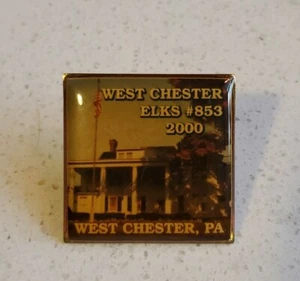 WEST CHESTER
ELKS #853
2000
WEST CHESTER, PA